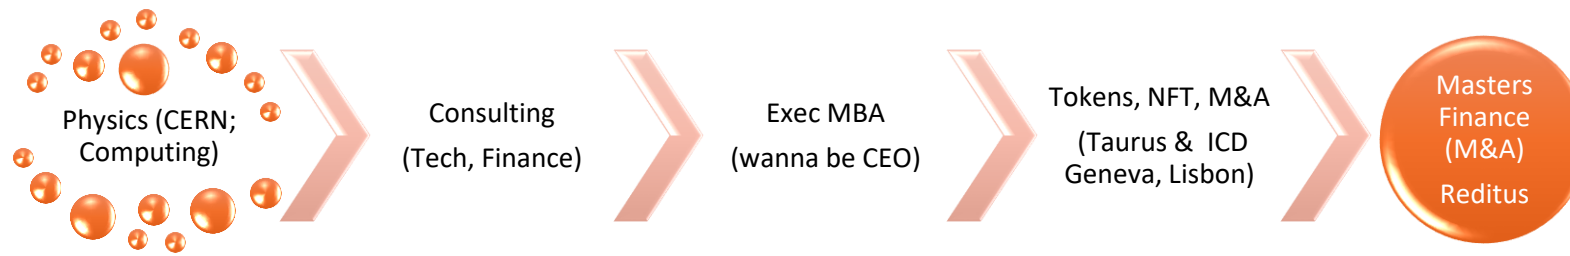 Physics (CERN;
Computing)
Consulting
(Tech, Finance)
Exec MBA
(wanna be CEO)
Tokens, NFT, M&A
(Taurus & ICD
Geneva, Lisbon)
Masters
Finance
(M&A)
Reditus